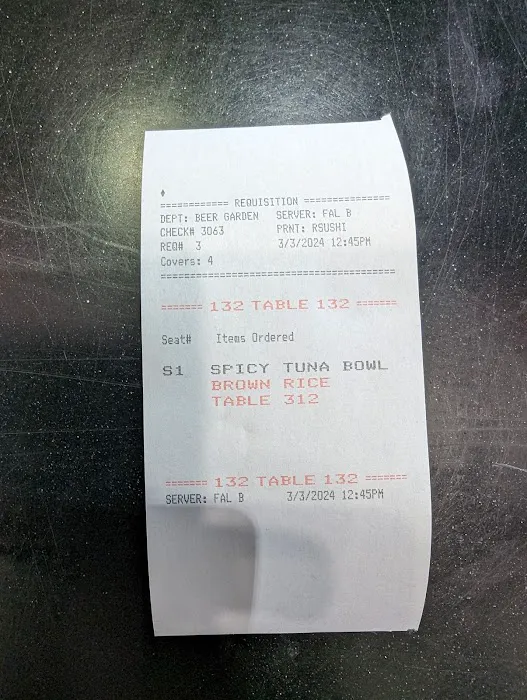 ============ REQUISITION ===============
DEPT: BEER GARDEN SERVER: FAL B
CHECK# 3063 PRNT: RSUSHI
REQ# 3 3/3/2024 12:45PM
Covers: 4
========================================
====== 132 TABLE 132 ======
Seat# Items Ordered
S1 SPICY TUNA BOWL
BROWN RICE
TABLE 312
====== 132 TABLE 132 ======
SERVER: FAL B 3/3/2024 12:45PM